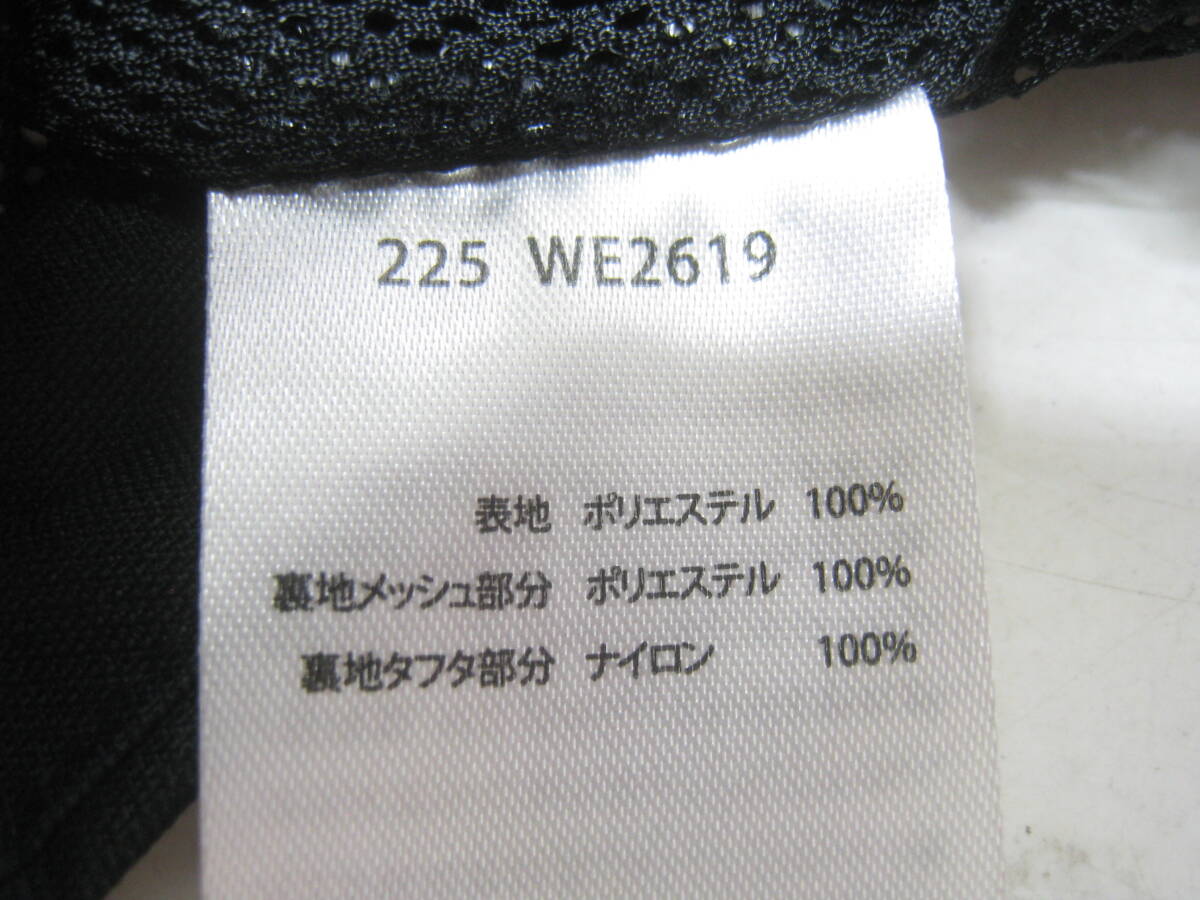 225 WE2619
表地 ポリエステル 100%
裏地メッシュ部分 ポリエステル 100%
裏地タフタ部分 ナイロン 100%